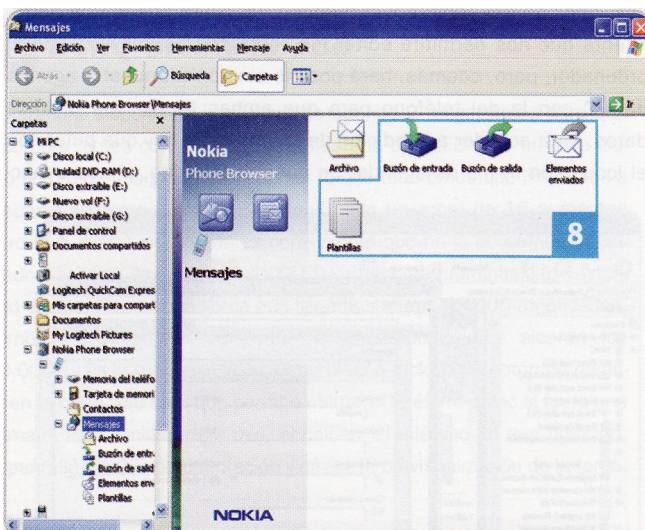 Mensajes
Archivo Edición Ver Favoritos Herramientas Mensaje Ayuda
Atrás Búsqueda Carpetas
Dirección Nokia Phone Browser\Mensajes Ir
Carpetas
Mi PC
Disco local (C:)
Unidad DVD-RAM (D:)
Disco extraíble (E:)
Nuevo vol (F:)
Disco extraíble (G:)
Panel de control
Documentos compartidos
Activar Local
Logitech QuickCam Expres
Mis carpetas para compart
Documentos
My Logitech Pictures
Nokia Phone Browser
Memoria del teléfo
Tarjeta de memori
Contactos
Mensajes
Archivo
Buzón de entr
Buzón de salid
Elementos env
Plantillas
Nokia
Phone Browser
Mensajes
NOKIA
Archivo Buzón de entrada Buzón de salida Elementos
enviados
Plantillas
8